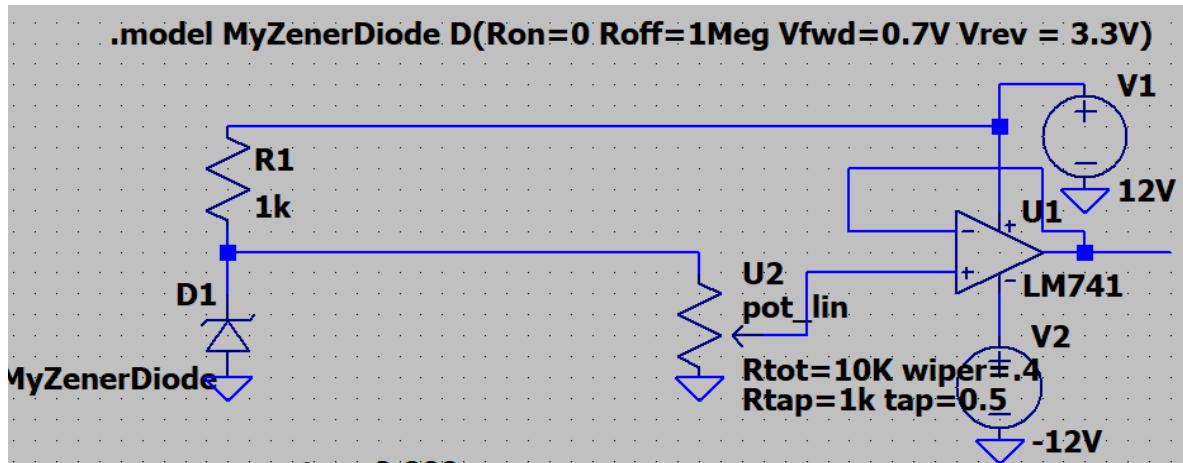 .model MyZenerDiode D(Ron=0 Roff=1Meg Vfwd=0.7V Vrev = 3.3V)
V1
+
−
12V
R1
1k
U1
+
−
+
−
LM741
D1
MyZenerDiode
U2
pot_lin
Rtot=10K wiper=.4
Rtap=1k tap=0.5
V2
+
−
-12V